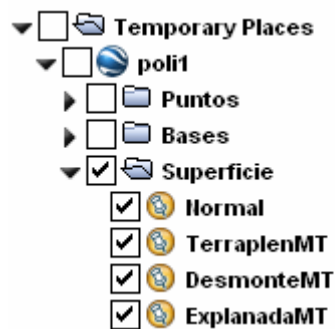 Temporary Places
poli1
Puntos
Bases
Superficie
Normal
TerraplenMT
DesmonteMT
ExplanadaMT